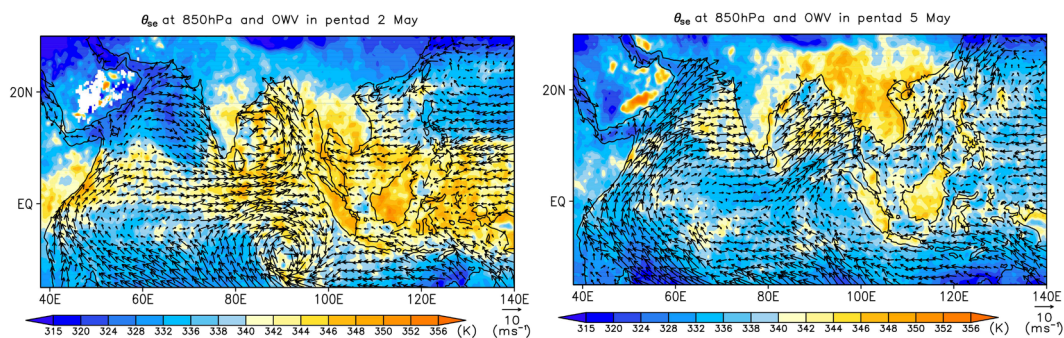 θse at 850hPa and OWV in pentad 2 May
20N
EQ
40E 60E 80E 100E 120E 140E
315 320 324 328 332 336 340 342 344 346 348 350 352 356 (K)
10
(ms⁻¹)
θse at 850hPa and OWV in pentad 5 May
20N
EQ
40E 60E 80E 100E 120E 140E
315 320 324 328 332 336 340 342 344 346 348 350 352 356 (K)
10
(ms⁻¹)